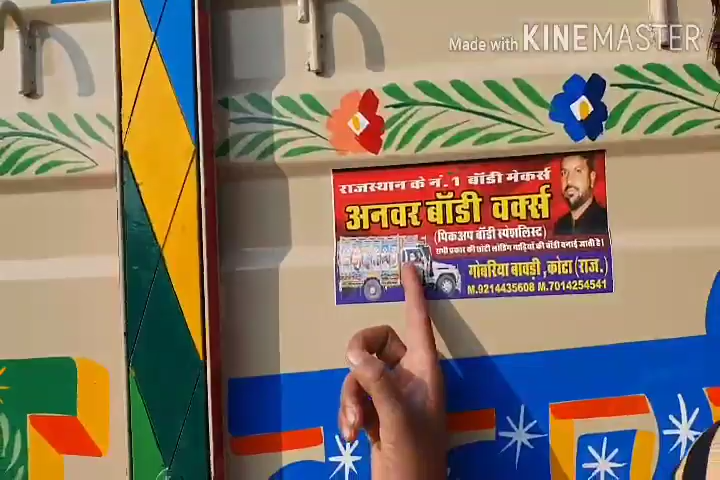 Made with KINEMASTER
राजस्थान के नं. 1 बॉडी मेकर्स
अनवर बॉडी वर्क्स
(पिकअप बॉडी स्पेशलिस्ट)
सभी प्रकार की छोटी लोडिंग गाड़ियों की बॉडी बनाई जाती है।
गोबरिया बावड़ी, कोटा (राज.)
M.9214435608 M.7014254541